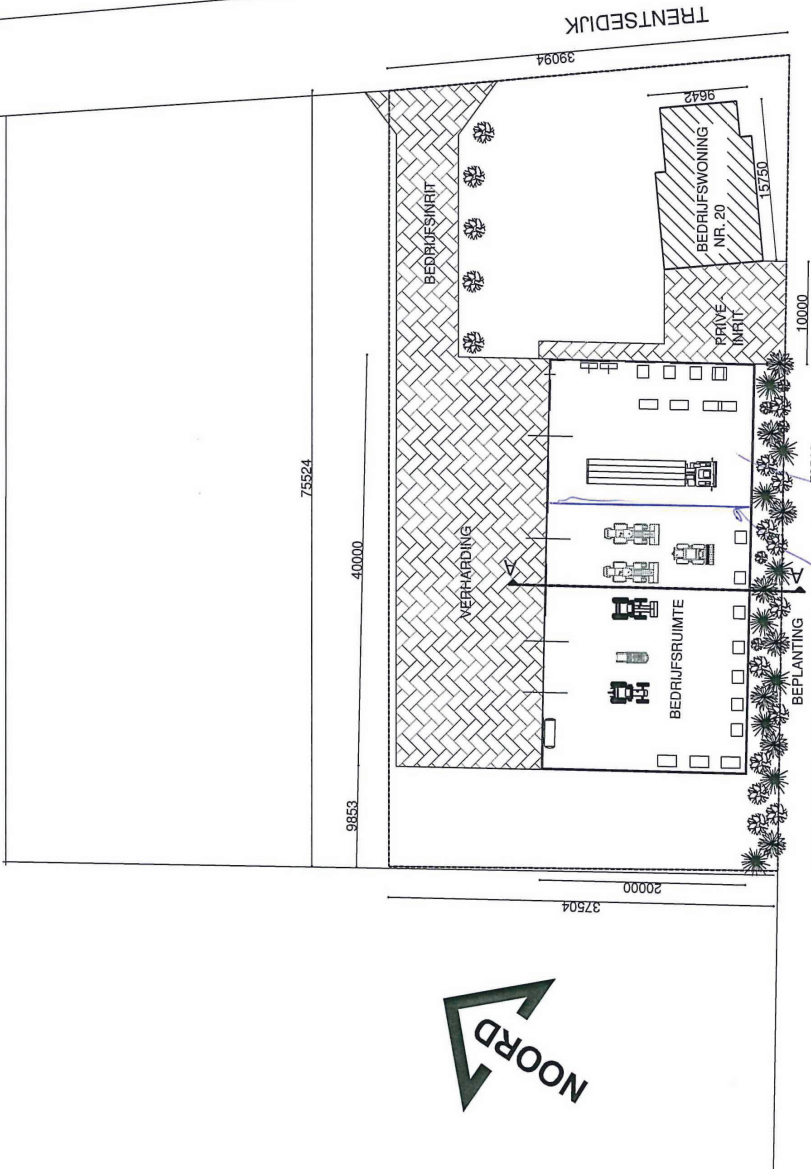 TRENTSEDIJK
39094
9642
15750
BEDRIJFSWONING
NR. 20
BEDRIJFSINRIT
PRIVE -
INRIT
10000
75524
40000
VERHARDING
A
A
BEDRIJFSRUIMTE
BEPLANTING
9853
20000
37504
NOORD